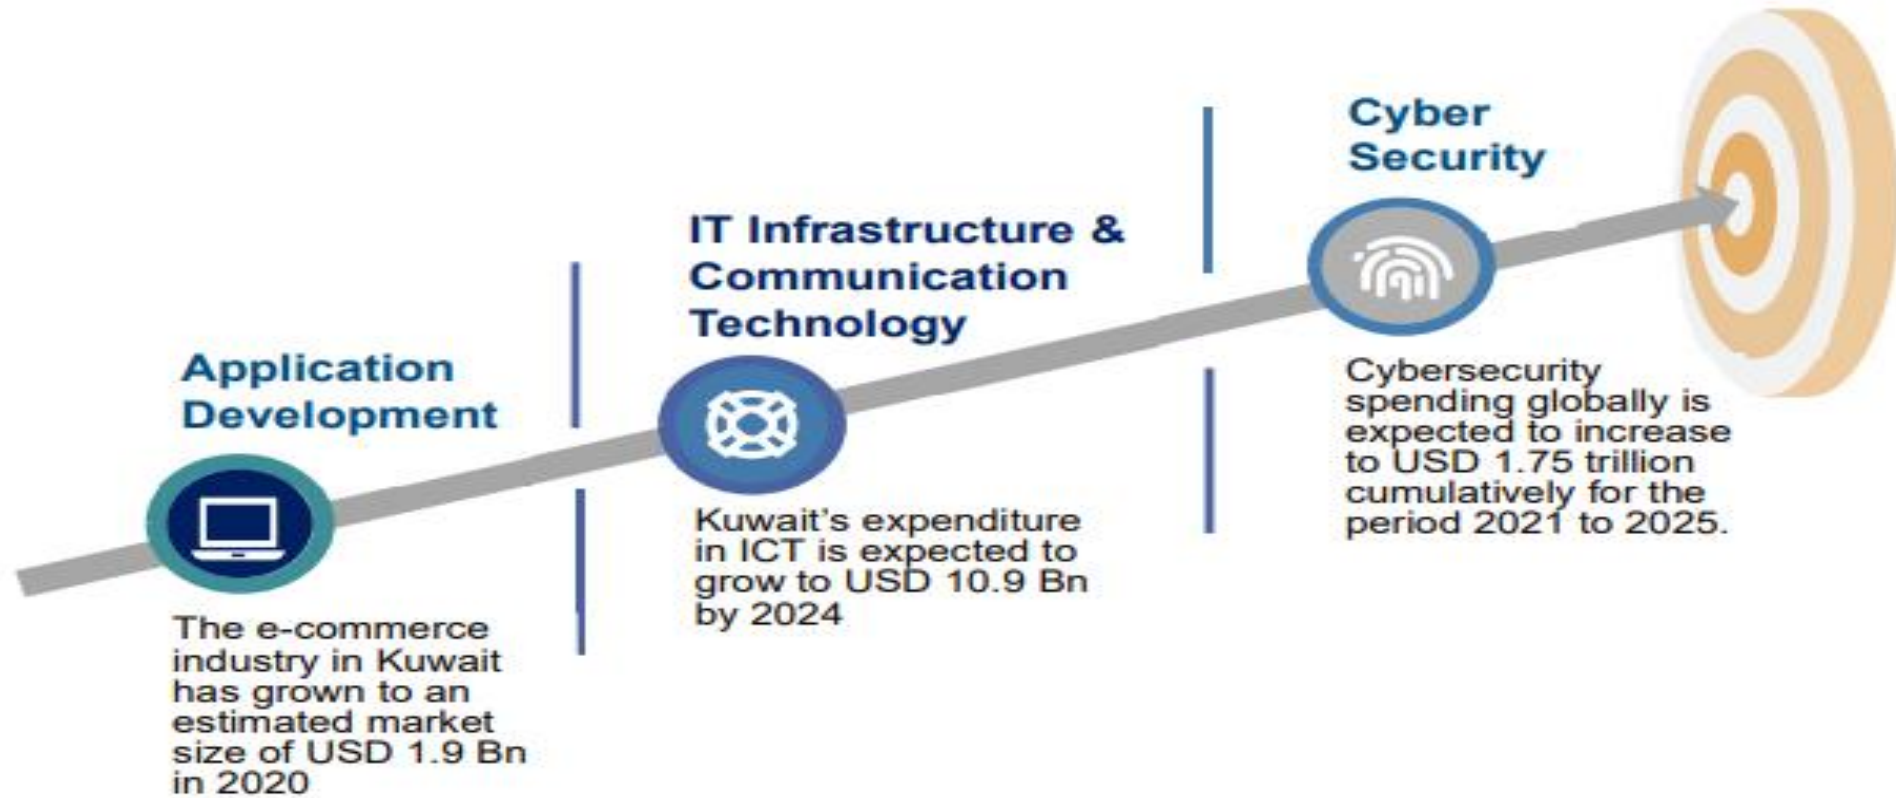 Application
Development
The e-commerce
industry in Kuwait
has grown to an
estimated market
size of USD 1.9 Bn
in 2020
IT Infrastructure &
Communication
Technology
Kuwait’s expenditure
in ICT is expected to
grow to USD 10.9 Bn
by 2024
Cyber
Security
Cybersecurity
spending globally is
expected to increase
to USD 1.75 trillion
cumulatively for the
period 2021 to 2025.